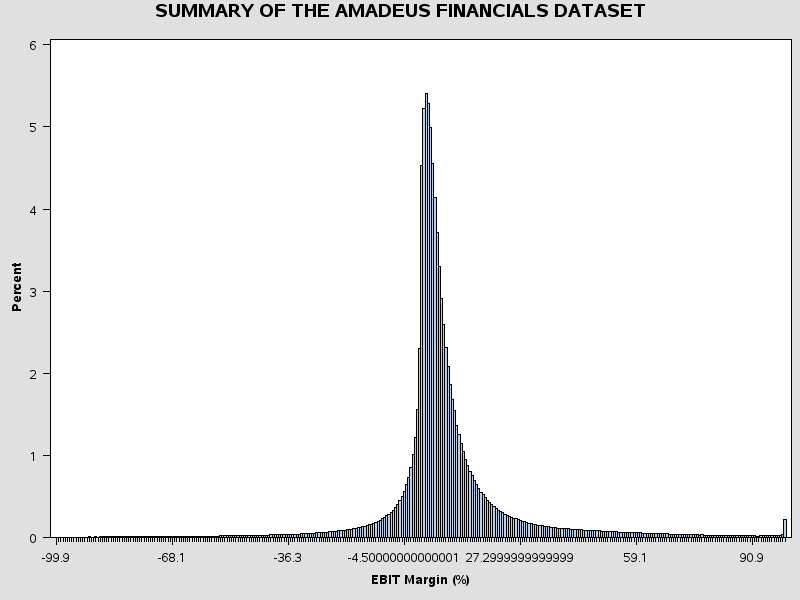 SUMMARY OF THE AMADEUS FINANCIALS DATASET
6
5
4
3
2
1
0
Percent
-99.9 -68.1 -36.3 -4.50000000000001 27.2999999999999 59.1 90.9
EBIT Margin (%)